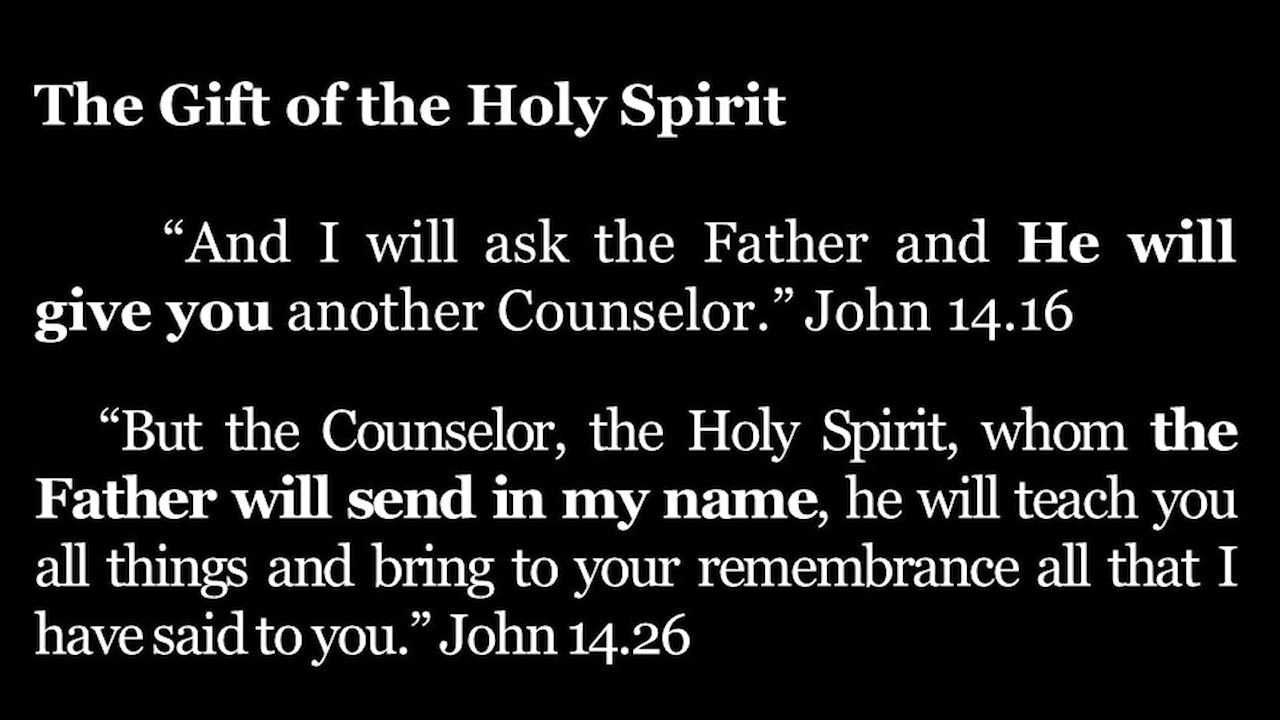 The Gift of the Holy Spirit
“And I will ask the Father and He will
give you another Counselor.” John 14.16
“But the Counselor, the Holy Spirit, whom the
Father will send in my name, he will teach you
all things and bring to your remembrance all that I
have said to you.” John 14.26